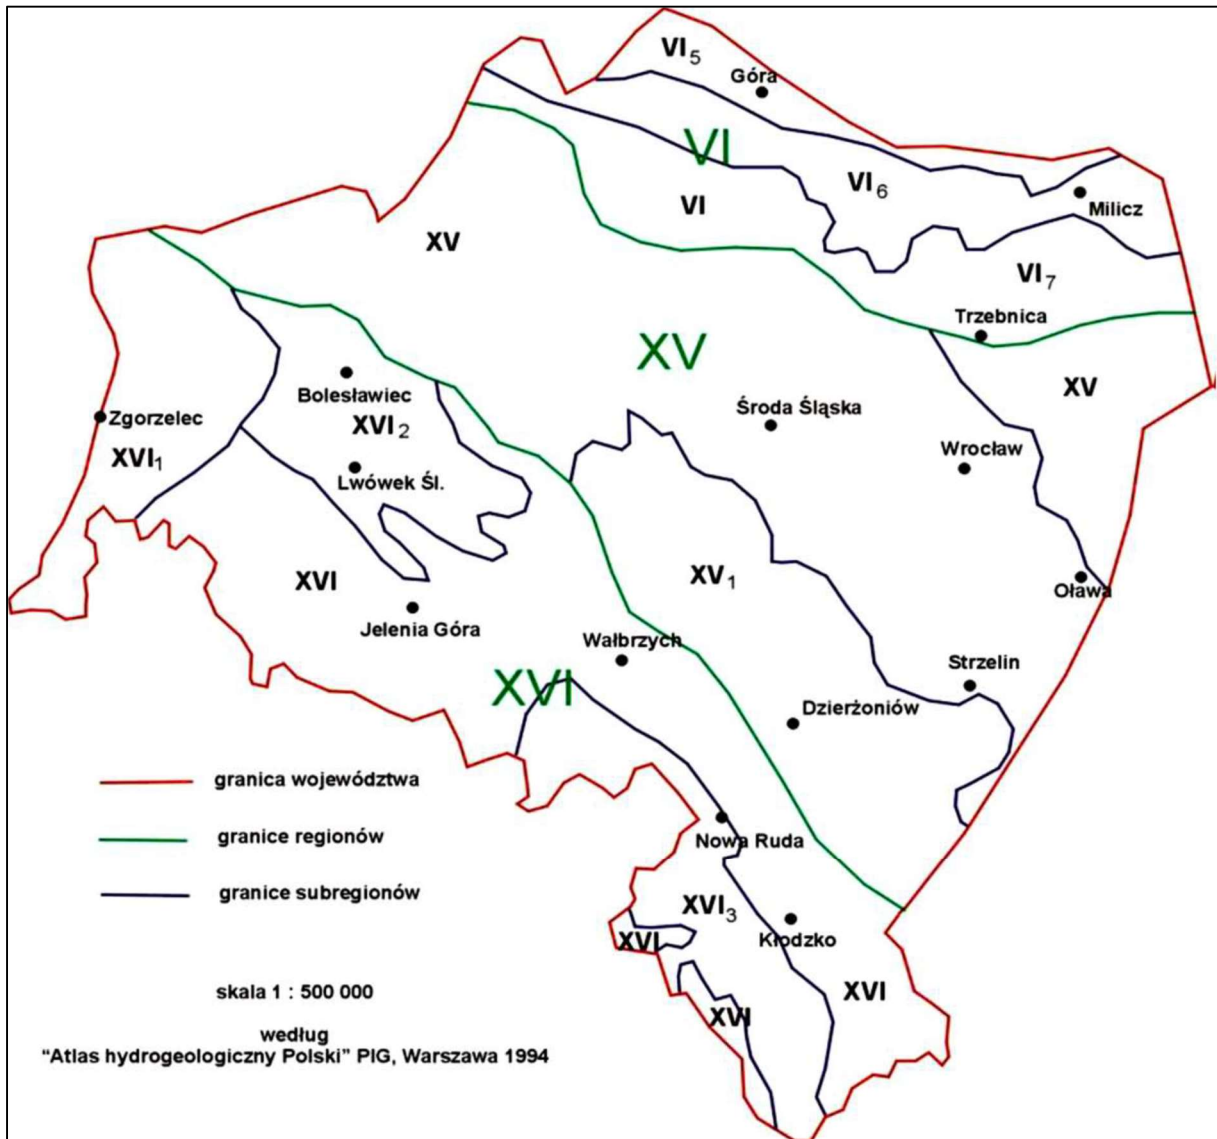 VI5
Góra
VI
VI6
Milicz
VI
XV
VI7
Trzebnica
XV
XV
Bolesławiec
Środa Śląska
Zgorzelec
XVI2
Wrocław
XVI1
Lwówek Śl.
XVI
XV1
Oława
Jelenia Góra
Wałbrzych
Strzelin
XVI
Dzierżoniów
granica województwa
granice regionów
Nowa Ruda
granice subregionów
XVI3
XVI
Kłodzko
XVI
skala 1 : 500 000
XVI
według
“Atlas hydrogeologiczny Polski” PIG, Warszawa 1994